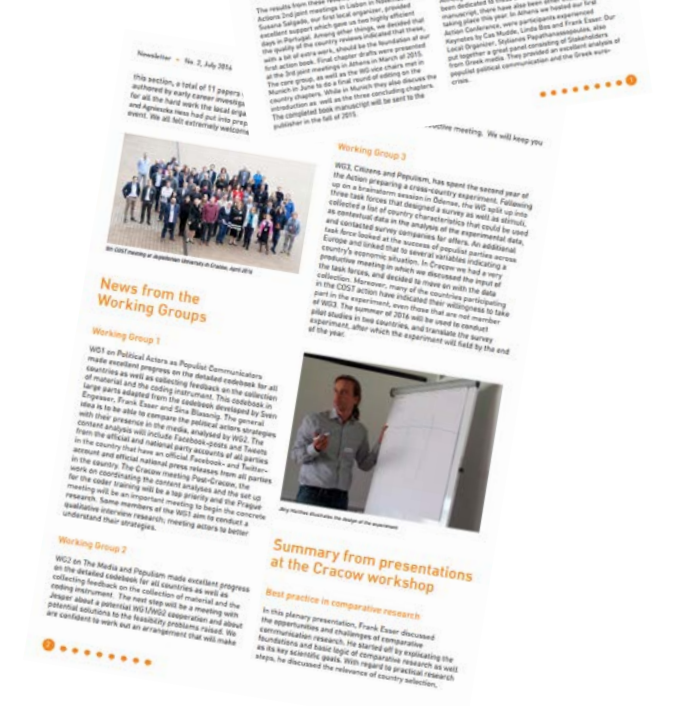 The results from these
Actions 2nd joint meetings in Lisbon in
Susana Salgado, our first local organizer, provided
excellent support which gave us two highly efficient
days in Portugal. Among other things, we decided that
the quality of the country reviews indicated that these,
with a bit of extra work, should be the foundation of our
first action book. Final chapter drafts were presented
at the 3rd joint meetings in Athens in March of 2015.
The core group, as well as the WG vice chairs met in
Munich in June to do a final round of editing on the
country chapters. While in Munich they also discuss the
introduction as well as the three concluding chapters.
The completed book manuscript will be sent to the
publisher in the fall of 2015.
been dedicated to these
manuscript, there has also been other
taking place this year. In Athens we hosted our first
Action Conference, were participants experienced
Keynotes by Cas Mudde, Linda Bos and Frank Esser. Our
Local Organizer, Stylianos Papathanassopoulos, also
put together a great panel consisting of Stakeholders
from Greek media. They provided an excellent analysis of
populist political communication and the Greek euro-
crisis.
Newsletter • No. 2, July 2016
this section, a total of 11 papers
authored by early career investiga
for all the hard work the local orga
and Agnieszka Hess had put into prep
event. We all felt extremely welcome
5th COST meeting at Jagiellonian University in Cracow, April 2016
News from the
Working Groups
Working Group 1
WG1 on Political Actors as Populist Communicators
made excellent progress on the detailed codebook for all
countries as well as collecting feedback on the collection
of material and the coding instrument. This codebook in
large parts adapted from the codebook developed by Sven
Engesser, Frank Esser and Sina Blassnig. The general
idea is to be able to compare the political actors strategies
with their presence in the media, analysed by WG2. The
content analysis will include Facebook-posts and Tweets
from the official and national party accounts of all parties
in the country that have an official Facebook- and Twitter-
account and official national press releases from all parties
in the country. The Cracow meeting Post-Cracow, the
work on coordinating the content analyses and the set up
for the coder training will be a top priority and the Prague
meeting will be an important meeting to begin the concrete
research. Some members of the WG1 aim to conduct a
qualitative interview research; meeting actors to better
understand their strategies.
Working Group 2
WG2 on The Media and Populism made excellent progress
on the detailed codebook for all countries as well as
collecting feedback on the collection of material and the
coding instrument. The next step will be a meeting with
Jesper about a potential WG1/WG2 cooperation and about
potential solutions to the feasibility problems raised. We
are confident to work out an arrangement that will make
2
ective meeting. We will keep you
Working Group 3
WG3, Citizens and Populism, has spent the second year of
the Action preparing a cross-country experiment. Following
up on a brainstorm session in Odense, the WG split up into
three task forces that designed a survey as well as stimuli,
collected a list of country characteristics that could be used
as contextual data in the analysis of the experimental data,
and contacted survey companies for offers. An additional
task force looked at the success of populist parties across
Europe and linked that to several variables indicating a
country's economic situation. In Cracow we had a very
productive meeting in which we discussed the input of
the task forces, and decided to move on with the data
collection. Moreover, many of the countries participating
in the COST action have indicated their willingness to take
part in the experiment, even those that are not member
of WG3. The summer of 2016 will be used to conduct
pilot studies in two countries, and translate the survey
experiment, after which the experiment will field by the end
of the year.
Jörg Matthes illustrates the design of the experiment
Summary from presentations
at the Cracow workshop
Best practice in comparative research
In this plenary presentation, Frank Esser discussed
the opportunities and challenges of comparative
communication research. He started off by explicating the
foundations and basic logic of comparative research as well
as its key scientific goals. With regard to practical research
steps, he discussed the relevance of country selection,